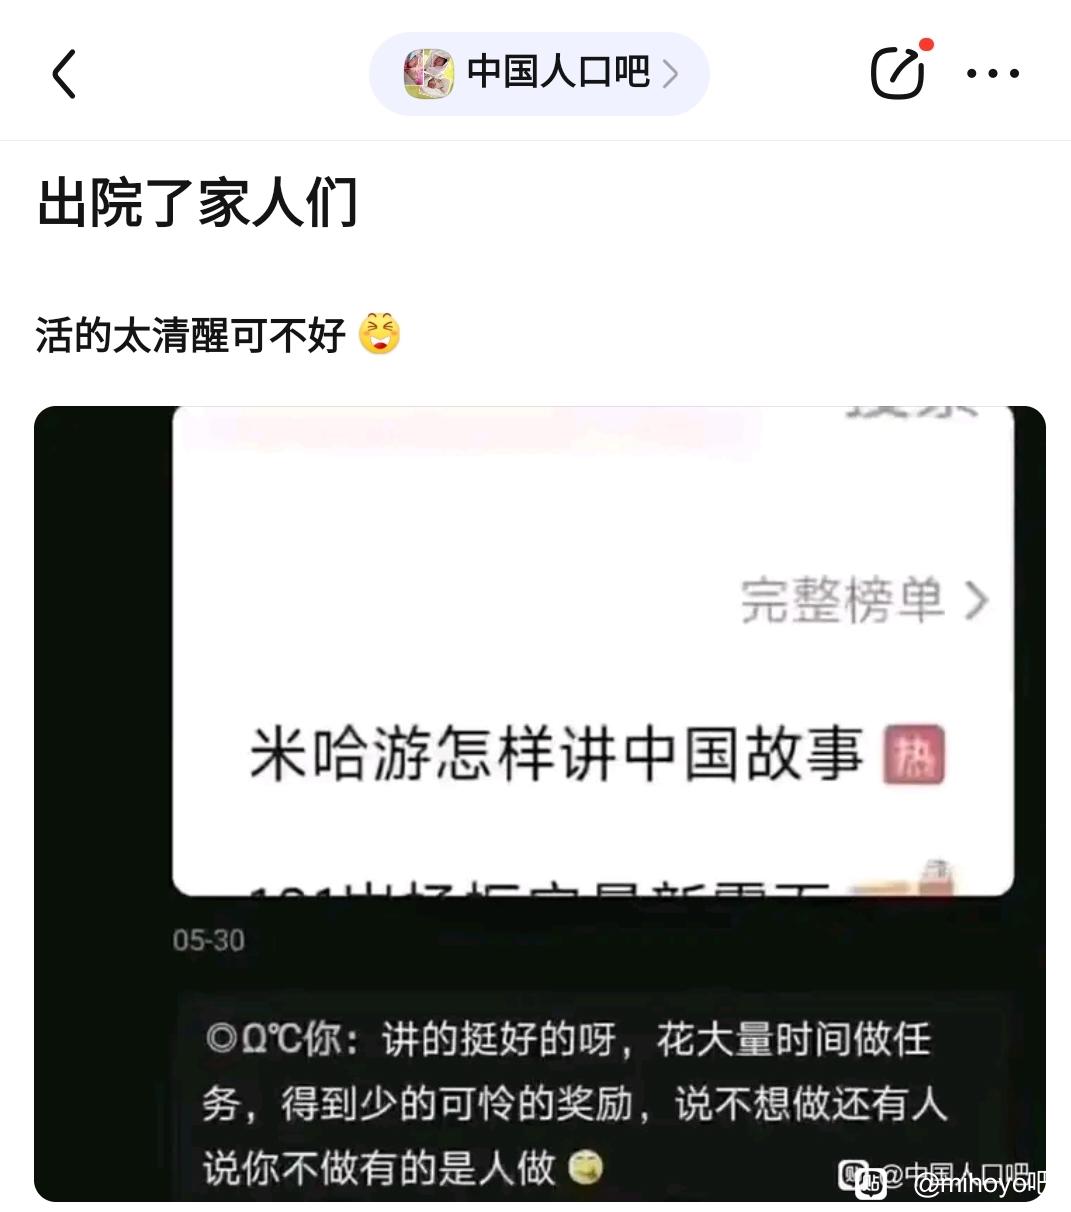 中国人口吧
出院了家人们
活的太清醒可不好
搜索
完整榜单
米哈游怎样讲中国故事 热
05-30
◎Ω℃你：讲的挺好的呀，花大量时间做任
务，得到少的可怜的奖励，说不想做还有人
说你不做有的是人做
@中国人口吧
@mihoyo吧